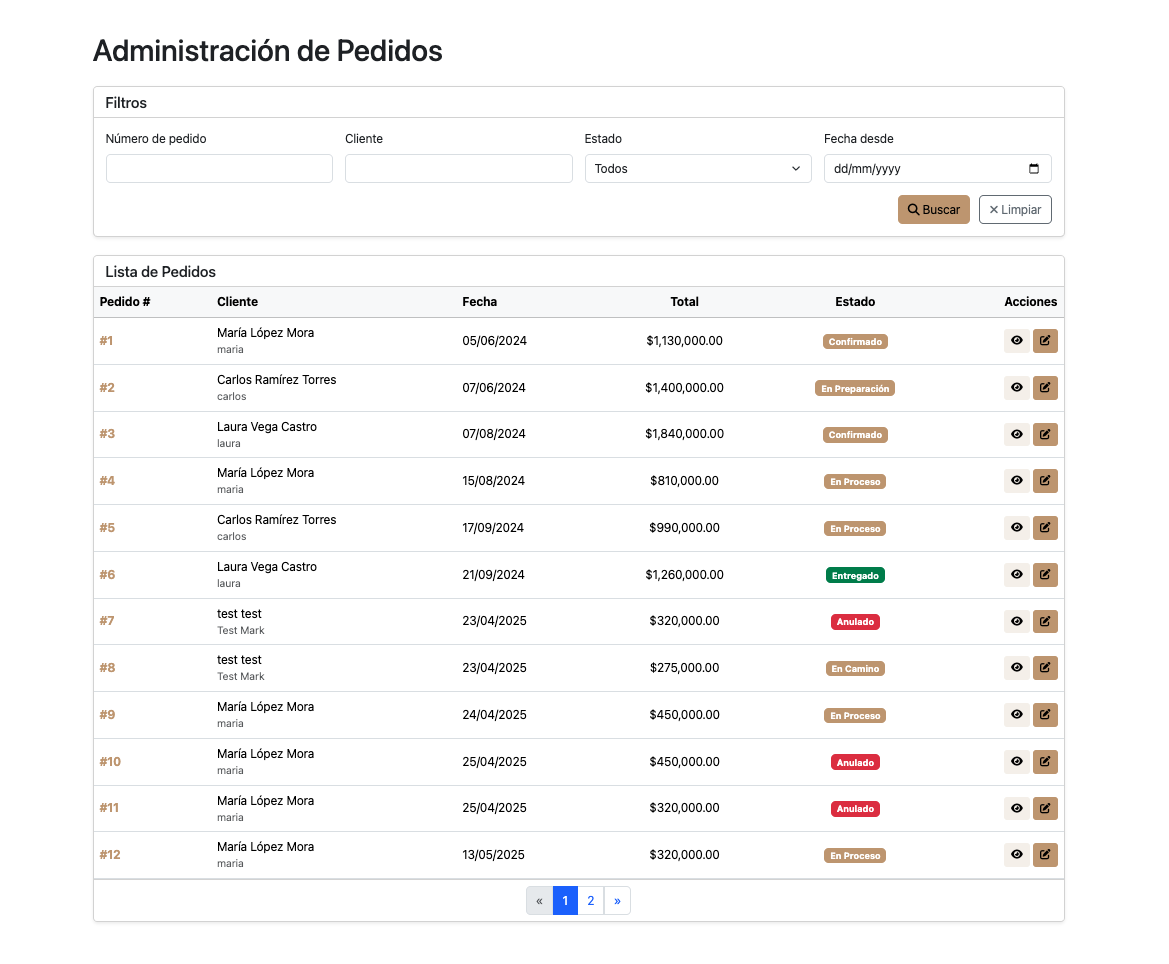 Administración de Pedidos
Filtros
Número de pedido Cliente Estado Fecha desde
Todos dd/mm/yyyy
Buscar Limpiar
Lista de Pedidos
Pedido # Cliente Fecha Total Estado Acciones
#1 María López Mora 05/06/2024 $1,130,000.00 Confirmado
maria
#2 Carlos Ramírez Torres 07/06/2024 $1,400,000.00 En Preparación
carlos
#3 Laura Vega Castro 07/08/2024 $1,840,000.00 Confirmado
laura
#4 María López Mora 15/08/2024 $810,000.00 En Proceso
maria
#5 Carlos Ramírez Torres 17/09/2024 $990,000.00 En Proceso
carlos
#6 Laura Vega Castro 21/09/2024 $1,260,000.00 Entregado
laura
#7 test test 23/04/2025 $320,000.00 Anulado
Test Mark
#8 test test 23/04/2025 $275,000.00 En Camino
Test Mark
#9 María López Mora 24/04/2025 $450,000.00 En Proceso
maria
#10 María López Mora 25/04/2025 $450,000.00 Anulado
maria
#11 María López Mora 25/04/2025 $320,000.00 Anulado
maria
#12 María López Mora 13/05/2025 $320,000.00 En Proceso
maria
« 1 2 »